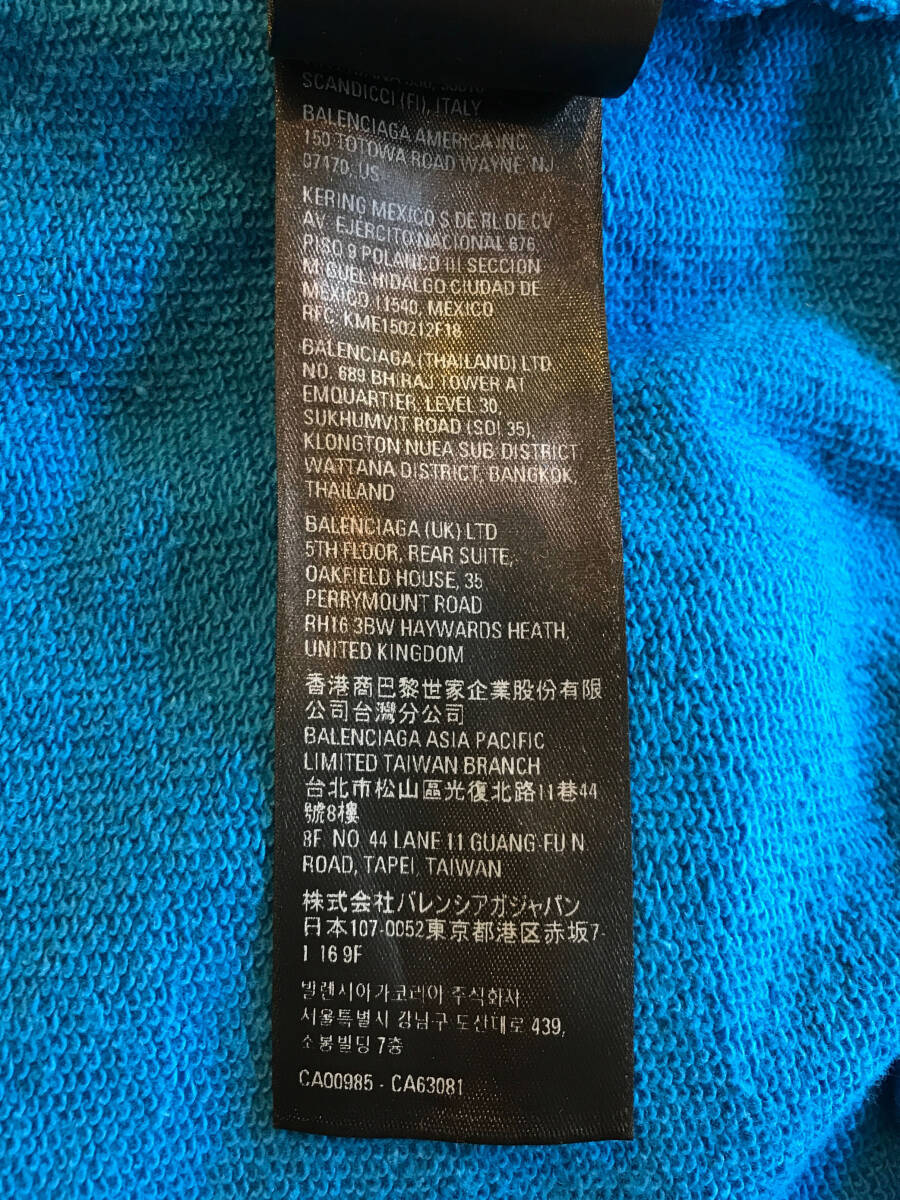 SCANDICCI (FI), ITALY
BALENCIAGA AMERICA INC
150 TOTOWA ROAD WAYNE NJ
07170, US
KERING MEXICO S DE RL DE CV
AV. EJERCITO NACIONAL 676,
PISO 9 POLANCO III SECCION
MIGUEL HIDALGO CIUDAD DE
MEXICO 11540, MEXICO
RFC: KME150212F18
BALENCIAGA (THAILAND) LTD
NO. 689 BHIRAJ TOWER AT
EMQUARTIER, LEVEL 30,
SUKHUMVIT ROAD (SOI 35),
KLONGTON NUEA SUB DISTRICT
WATTANA DISTRICT, BANGKOK,
THAILAND
BALENCIAGA (UK) LTD
5TH FLOOR, REAR SUITE,
OAKFIELD HOUSE, 35
PERRYMOUNT ROAD
RH16 3BW HAYWARDS HEATH,
UNITED KINGDOM
香港商巴黎世家企業股份有限
公司台灣分公司
BALENCIAGA ASIA PACIFIC
LIMITED TAIWAN BRANCH
台北市松山區光復北路11巷44
號8樓
8F. NO. 44 LANE 11 GUANG-FU N.
ROAD, TAPEI, TAIWAN
株式会社バレンシアガジャパン
日本107-0052東京都港区赤坂7-
1 16 9F
발렌시아가코리아 주식회사
서울특별시 강남구 도산대로 439,
소봉빌딩 7층
CA00985 - CA63081